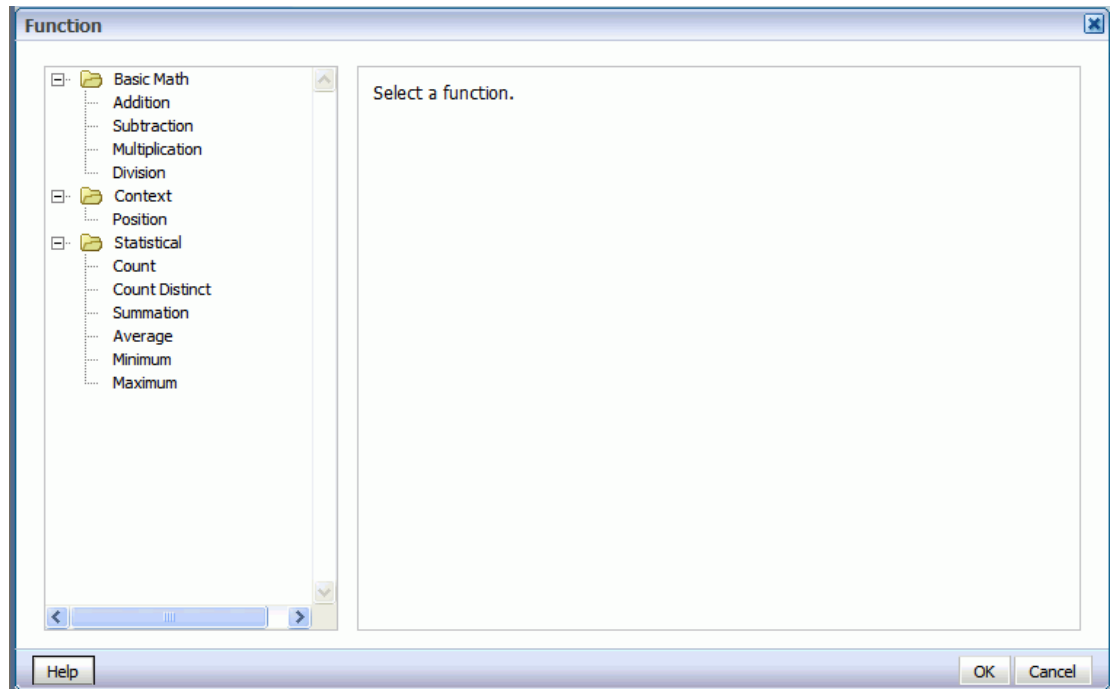 Function
Basic Math
Addition
Subtraction
Multiplication
Division
Context
Position
Statistical
Count
Count Distinct
Summation
Average
Minimum
Maximum
Select a function.
Help
OK
Cancel